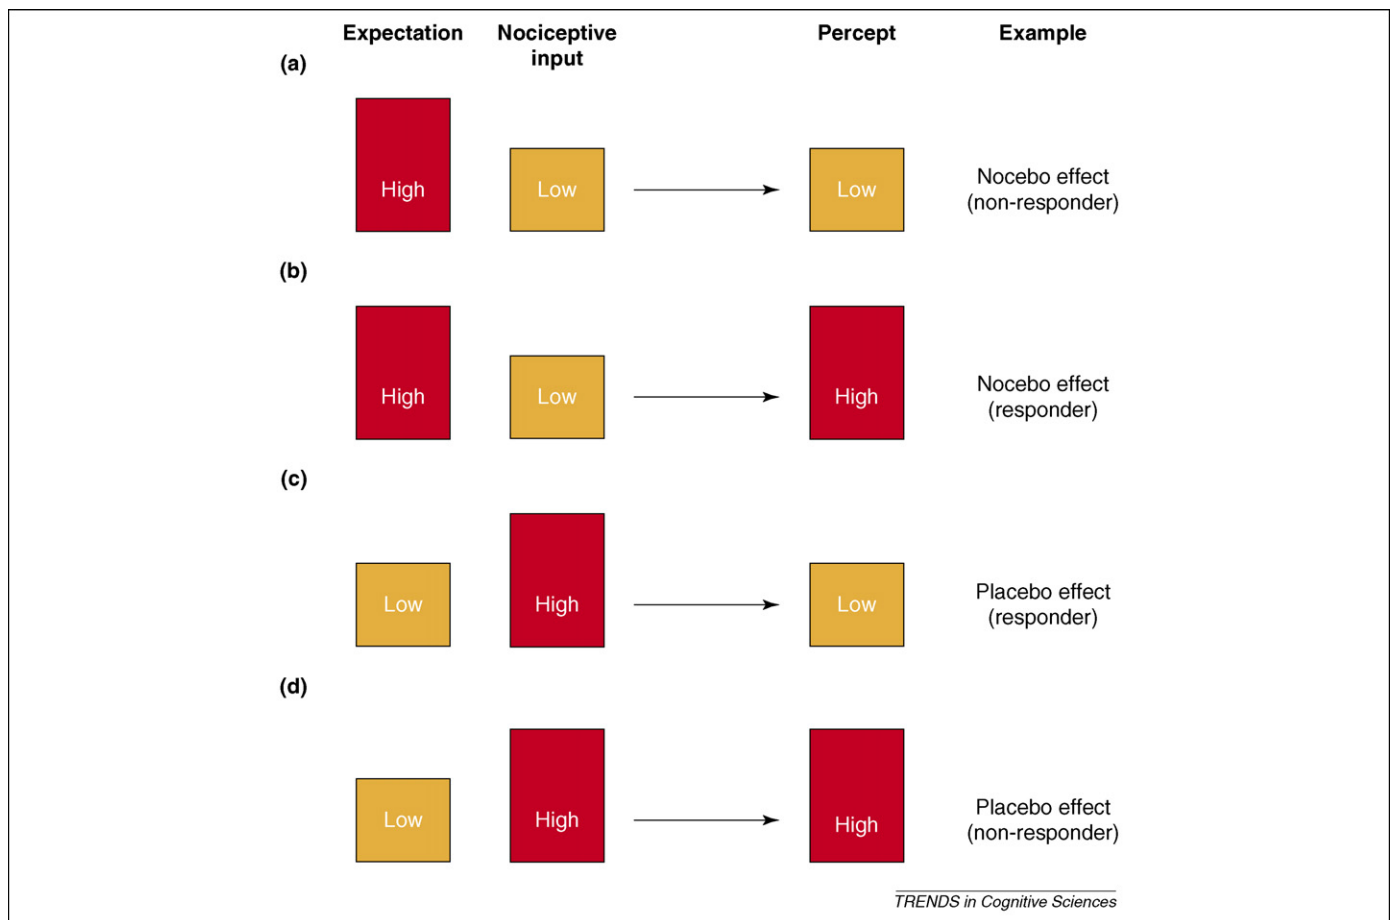 Expectation
Nociceptive
input
Percept
Example
(a)
High
Low
Low
Nocebo effect
(non-responder)
(b)
High
Low
High
Nocebo effect
(responder)
(c)
Low
High
Low
Placebo effect
(responder)
(d)
Low
High
High
Placebo effect
(non-responder)
TRENDS in Cognitive Sciences